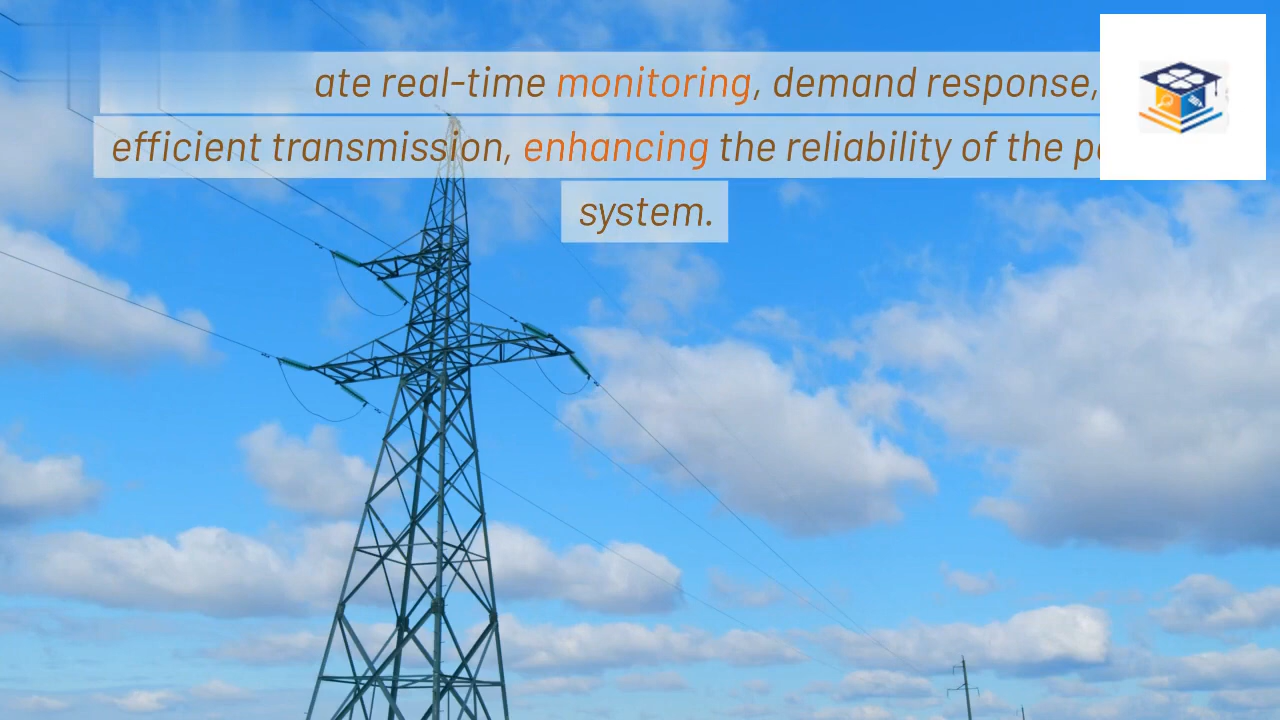 ate real-time monitoring, demand response,
efficient transmission, enhancing the reliability of the
system.